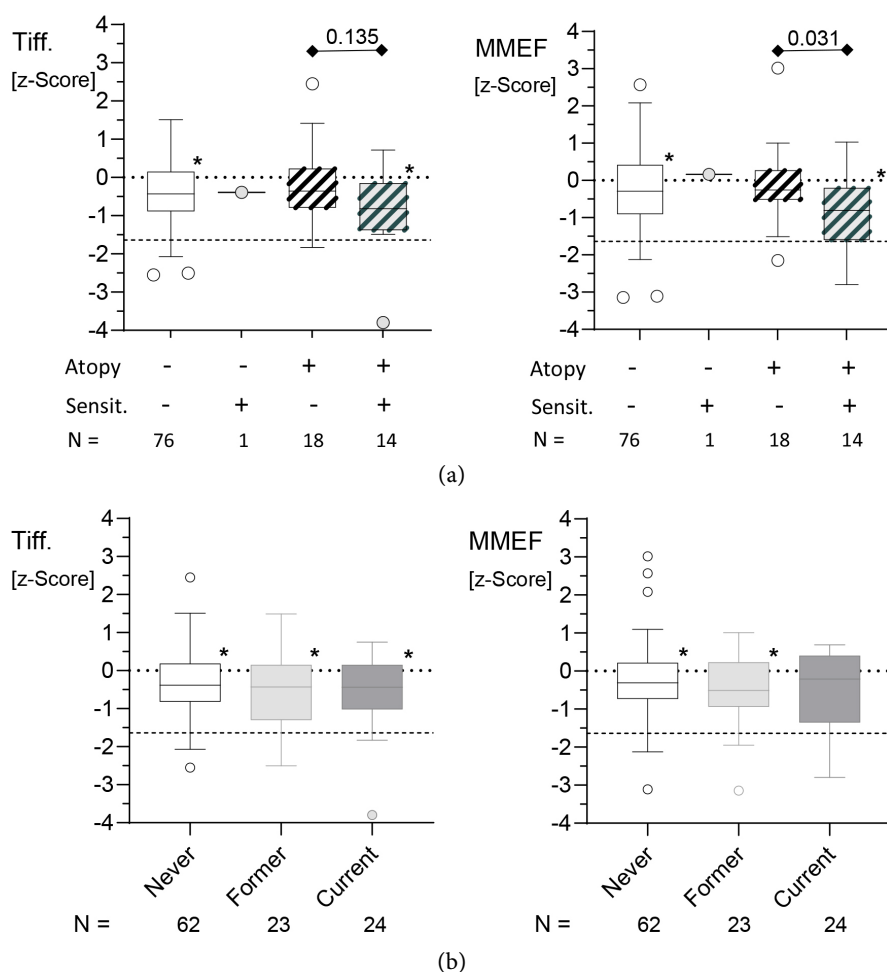 Tiff.
[z-Score]
4
3
2
1
0
-1
-2
-3
-4
0.135
*
*
Atopy - - + +
Sensit. - + - +
N = 76 1 18 14
MMEF
[z-Score]
4
3
2
1
0
-1
-2
-3
-4
0.031
*
*
Atopy - - + +
Sensit. - + - +
N = 76 1 18 14
(a)
Tiff.
[z-Score]
4
3
2
1
0
-1
-2
-3
-4
*
*
*
Never Former Current
N = 62 23 24
MMEF
[z-Score]
4
3
2
1
0
-1
-2
-3
-4
*
*
Never Former Current
N = 62 23 24
(b)